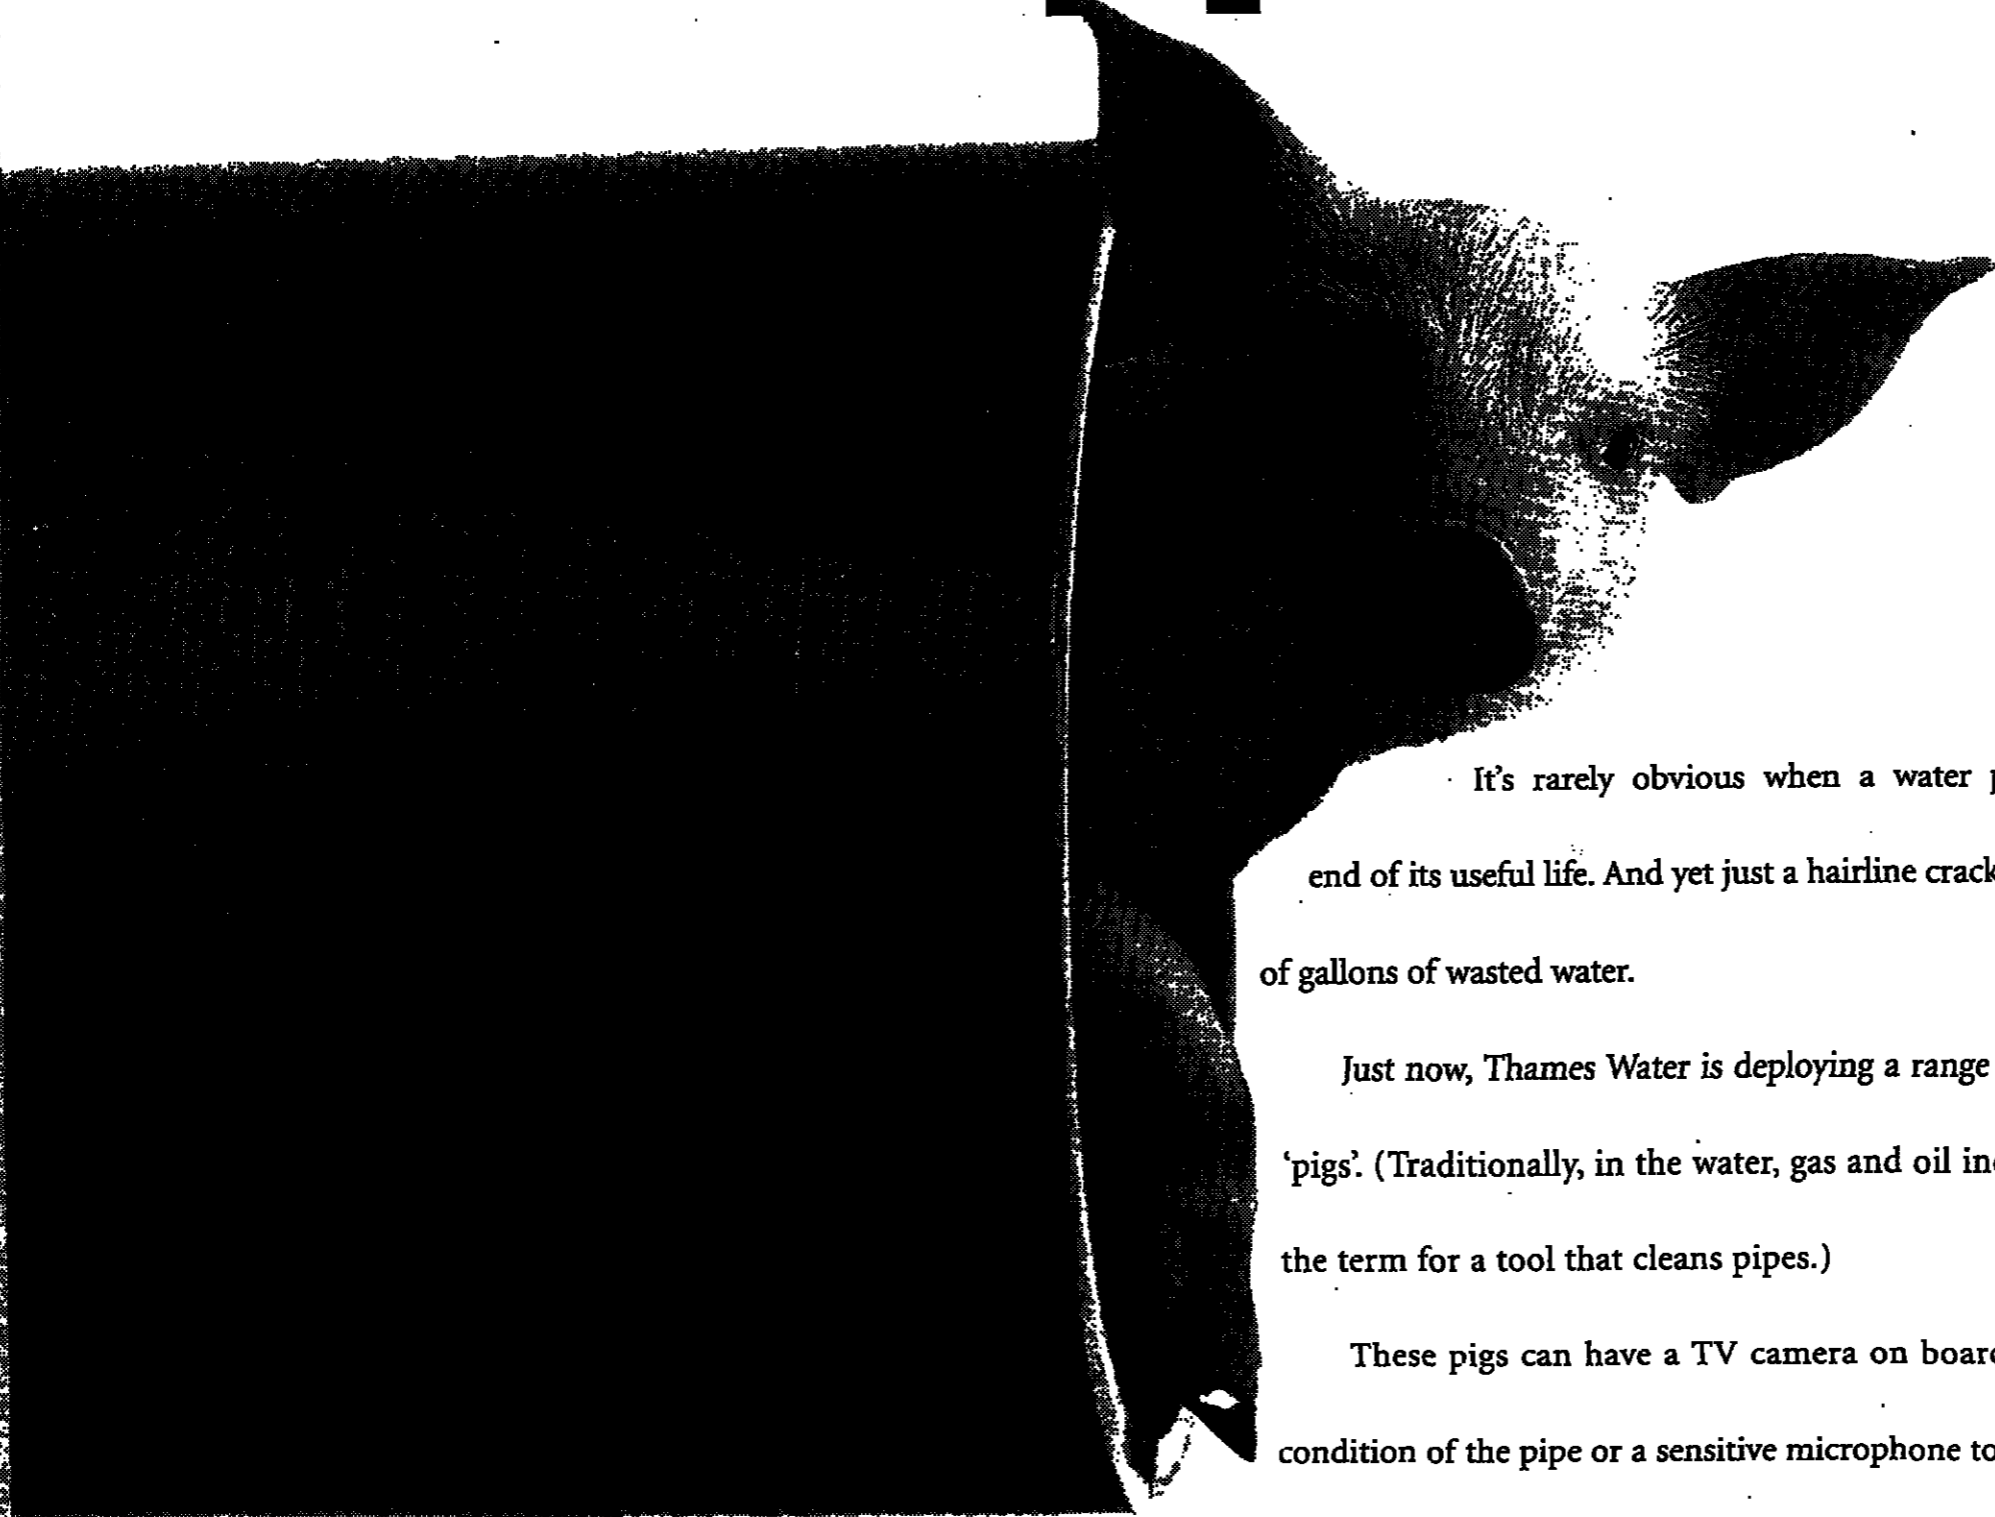 It's rarely obvious when a water
end of its useful life. And yet just a hairline crack
of gallons of wasted water.
Just now, Thames Water is deploying a range
'pigs'. (Traditionally, in the water, gas and oil
the term for a tool that cleans pipes.)
These pigs can have a TV camera on
condition of the pipe or a sensitive microphone to